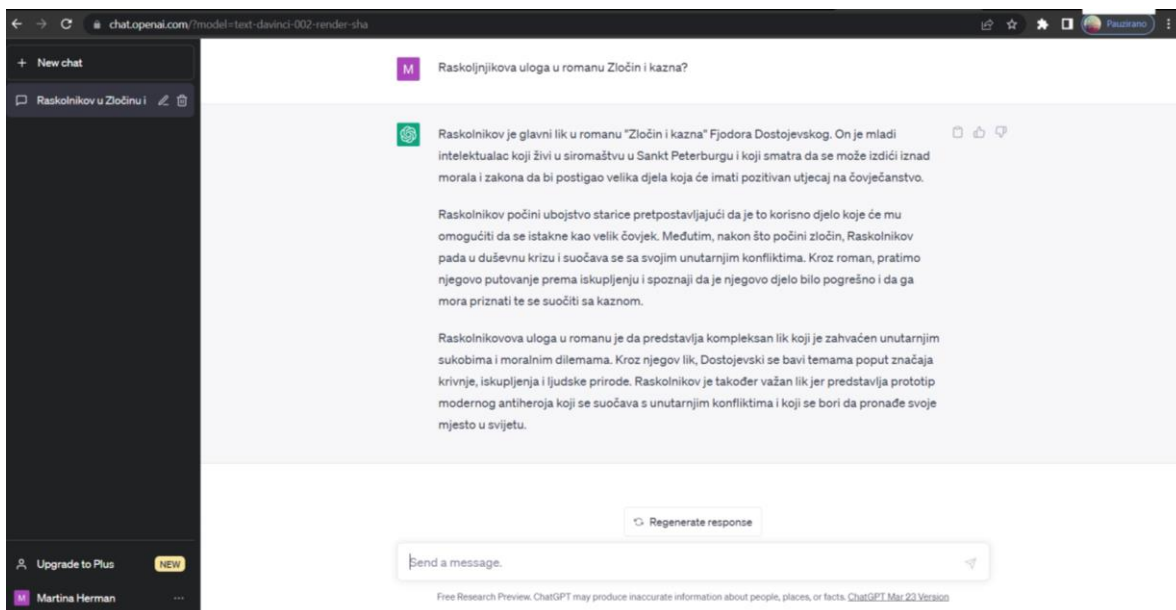 chat.openai.com/?model=text-davinci-002-render-sha
Pauzirano
+ New chat
Raskolnikov u Zločinu i
M
Raskoljnjikova uloga u romanu Zločin i kazna?
Raskolnikov je glavni lik u romanu "Zločin i kazna" Fjodora Dostojevskog. On je mladi
intelektualac koji živi u siromaštvu u Sankt Peterburgu i koji smatra da se može izdići iznad
morala i zakona da bi postigao velika djela koja će imati pozitivan utjecaj na čovječanstvo.
Raskolnikov počini ubojstvo starice pretpostavljajući da je to korisno djelo koje će mu
omogućiti da se istakne kao velik čovjek. Međutim, nakon što počini zločin, Raskolnikov
pada u duševnu krizu i suočava se sa svojim unutarnjim konfliktima. Kroz roman, pratimo
njegovo putovanje prema iskupljenju i spoznaji da je njegovo djelo bilo pogrešno i da ga
mora priznati te se suočiti sa kaznom.
Raskolnikovova uloga u romanu je da predstavlja kompleksan lik koji je zahvaćen unutarnjim
sukobima i moralnim dilemama. Kroz njegov lik, Dostojevski se bavi temama poput značaja
krivnje, iskupljenja i ljudske prirode. Raskolnikov je također važan lik jer predstavlja prototip
modernog antiheroja koji se suočava s unutarnjim konfliktima i koji se bori da pronađe svoje
mjesto u svijetu.
Regenerate response
Send a message.
Free Research Preview. ChatGPT may produce inaccurate information about people, places, or facts. ChatGPT Mar 23 Version
Upgrade to Plus NEW
M Martina Herman